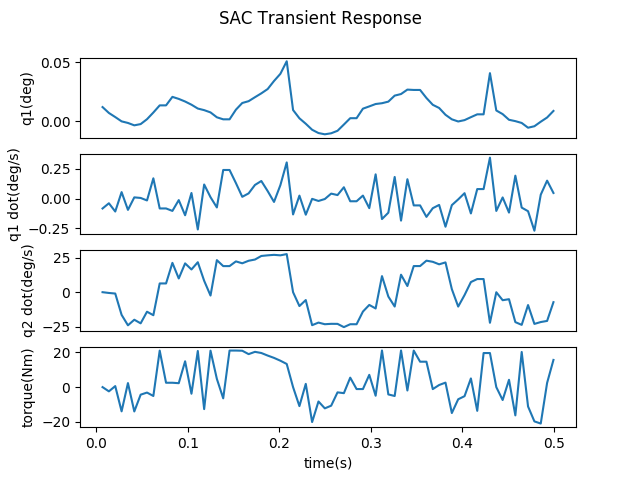 SAC Transient Response
q1(deg)
0.05
0.00
q1 dot(deg/s)
0.25
0.00
−0.25
q2 dot(deg/s)
25
0
−25
torque(Nm)
20
0
−20
0.0 0.1 0.2 0.3 0.4 0.5
time(s)